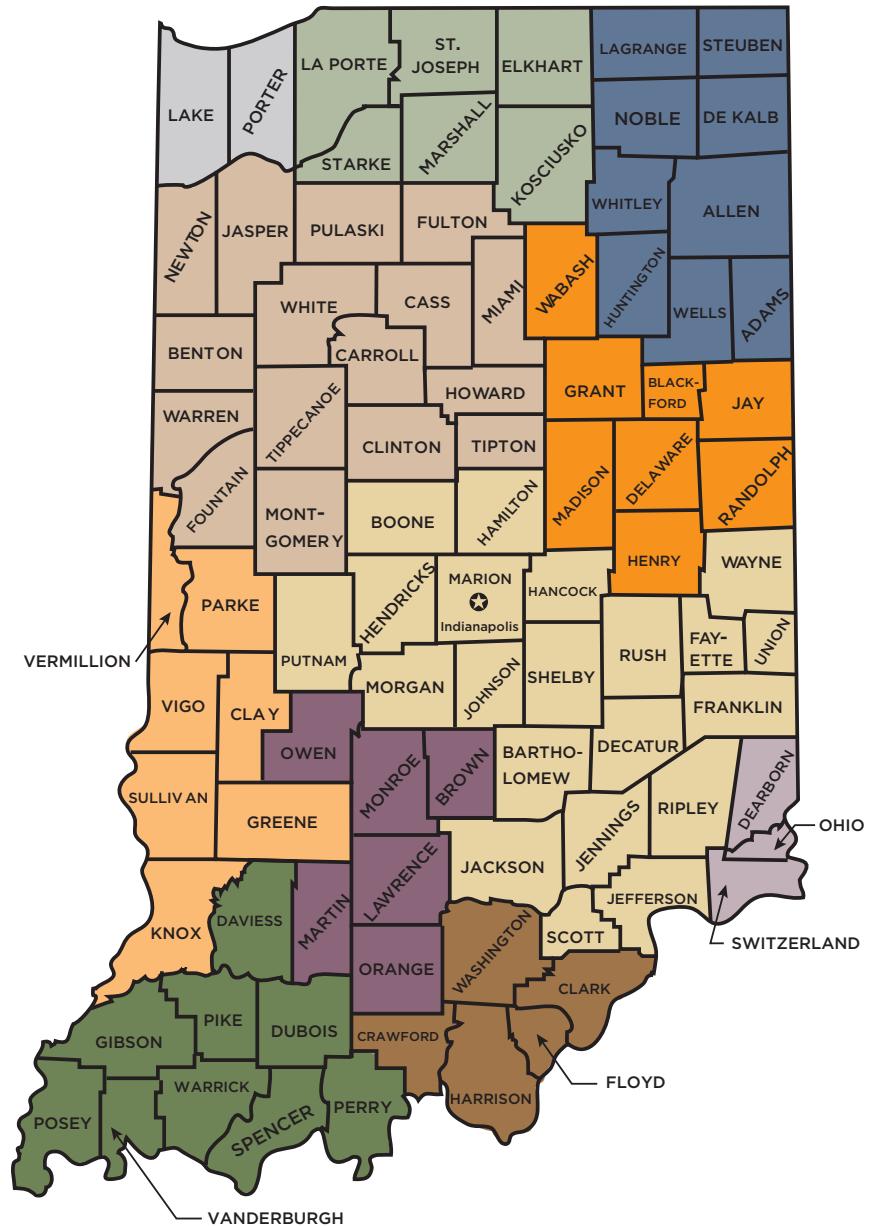 LAKE
PORTER
LA PORTE
ST.
JOSEPH
ELKHART
LAGRANGE
STEUBEN
NOBLE
DE KALB
STARKE
MARSHALL
KOSCIUSKO
WHITLEY
ALLEN
NEWTON
JASPER
PULASKI
FULTON
MIAMI
WABASH
HUNTINGTON
WELLS
ADAMS
WHITE
CASS
BENTON
CARROLL
HOWARD
GRANT
BLACK-
FORD
JAY
WARREN
TIPPECANOE
CLINTON
TIPTON
MADISON
DELAWARE
RANDOLPH
FOUNTAIN
MONT-
GOMERY
BOONE
HAMILTON
HENRY
WAYNE
PARKE
HENDRICKS
MARION
Indianapolis
HANCOCK
VERMILLION
PUTNAM
RUSH
FAY-
ETTE
UNION
MORGAN
JOHNSON
SHELBY
VIGO
CLAY
FRANKLIN
OWEN
MONROE
BROWN
BARTHO-
LOMEW
DECATUR
DEARBORN
SULLIVAN
GREENE
JENNINGS
RIPLEY
OHIO
JACKSON
LAWRENCE
JEFFERSON
KNOX
DAVIESS
MARTIN
SCOTT
SWITZERLAND
WASHINGTON
ORANGE
CLARK
GIBSON
PIKE
DUBOIS
CRAWFORD
FLOYD
HARRISON
POSEY
WARRICK
SPENCER
PERRY
VANDERBURGH